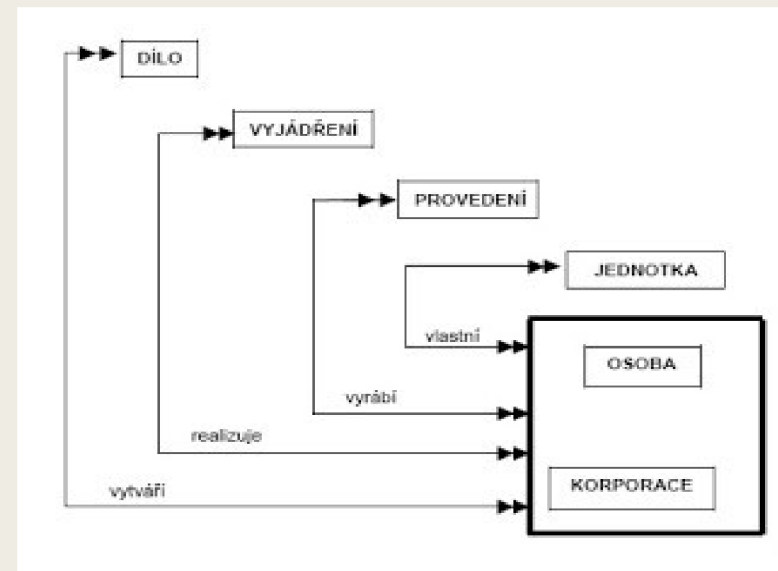 DÍLO
VYJÁDŘENÍ
PROVEDENÍ
JEDNOTKA
vlastní
OSOBA
vyrábí
realizuje
KORPORACE
vytváří